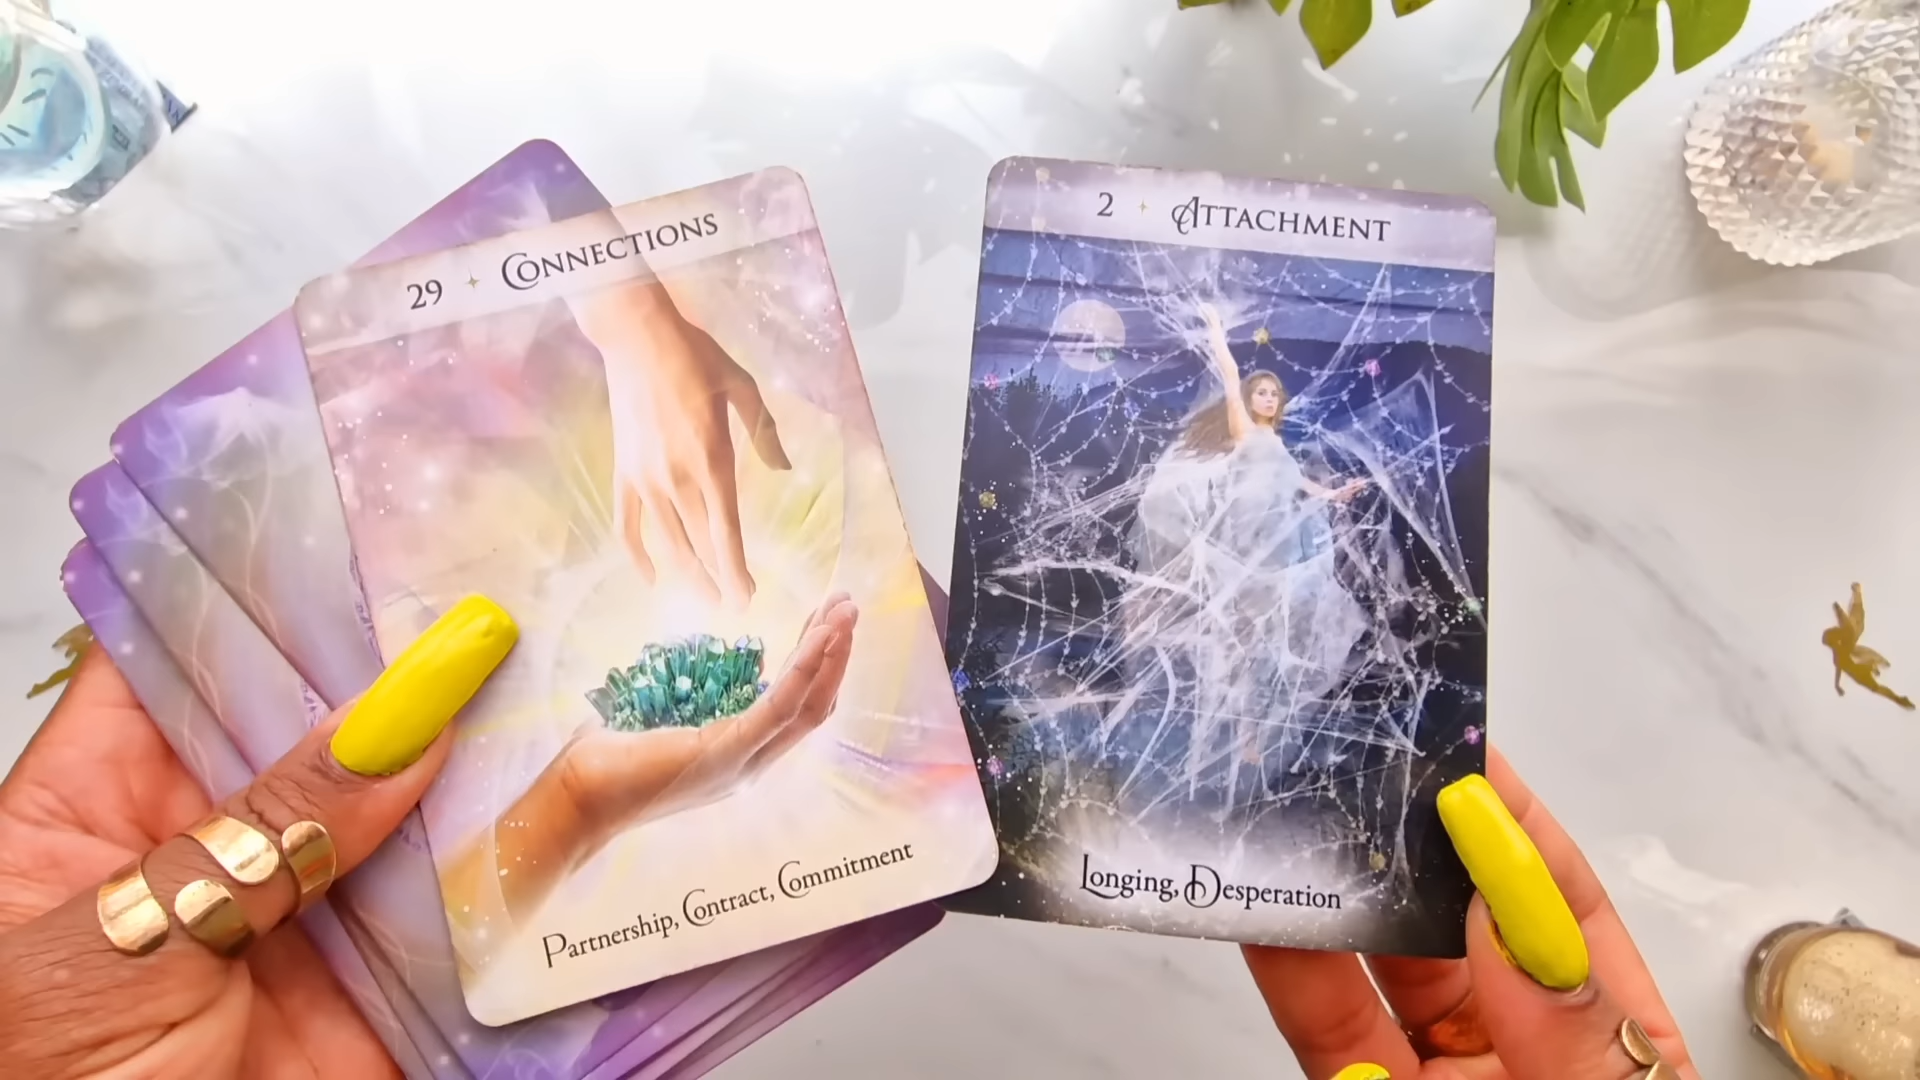 29 ✦ CONNECTIONS
Partnership, Contract, Commitment
2 ✦ ATTACHMENT
Longing, Desperation